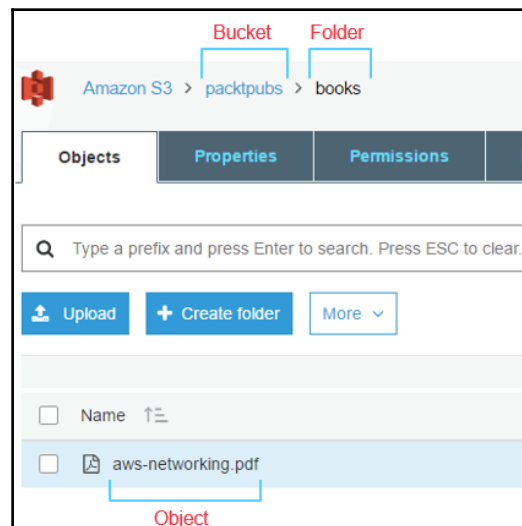 Bucket Folder
Amazon S3 > packtpubs > books
Objects Properties Permissions
Type a prefix and press Enter to search. Press ESC to clear.
Upload + Create folder More
Name
aws-networking.pdf
Object